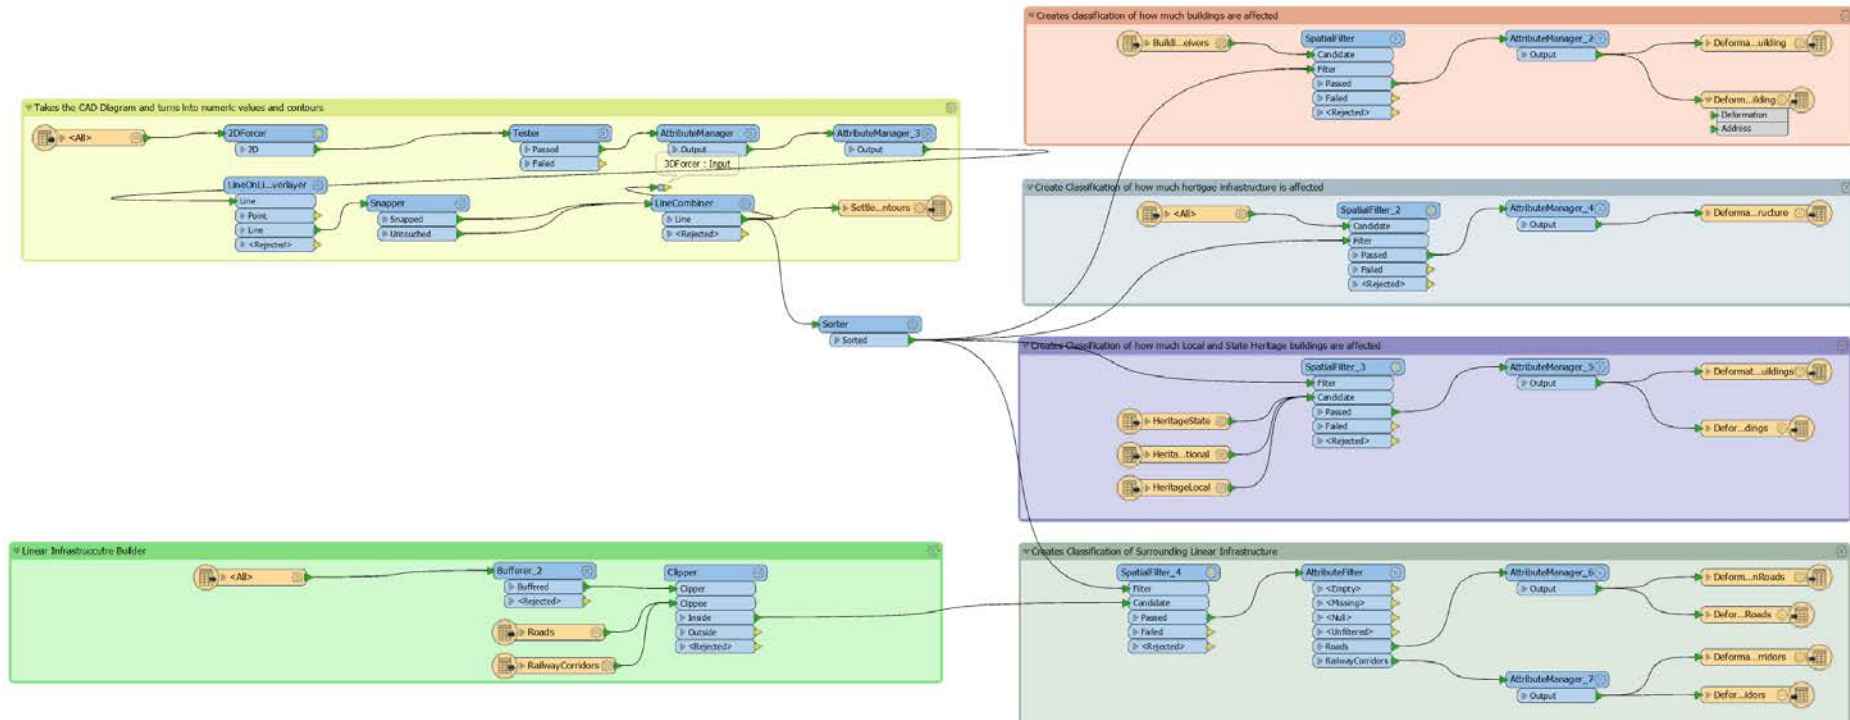 Takes the CAD Diagram and turns into numeric values and contours
<All>
2DForcer
2D
Tester
Passed
Failed
AttributeManager
Output
AttributeManager_3
Output
3DForcer : Input
LineOnLi...verlayer
Line
Point
Line
<Rejected>
Snapper
Snapped
Untouched
LineCombiner
Line
<Rejected>
Settle...ntours
Sorter
Sorted
Linear Infrastruccutre Builder
<All>
Bufferer_2
Buffered
<Rejected>
Roads
RailwayCorridors
Clipper
Clipper
Clippee
Inside
Outside
<Rejected>
Creates classification of how much buildings are affected
Buildi...eivers
SpatialFilter
Candidate
Filter
Passed
Failed
<Rejected>
AttributeManager_2
Output
Deforma...uilding
Deform...ilding
Deformation
Address
Create Classification of how much hertigae infrastructure is affected
<All>
SpatialFilter_2
Candidate
Filter
Passed
Failed
<Rejected>
AttributeManager_4
Output
Deforma...ructure
Creates Classification of how much Local and State Heritage buildings are affected
SpatialFilter_3
Filter
Candidate
Passed
Failed
<Rejected>
HeritageState
Herita...tional
HeritageLocal
AttributeManager_5
Output
Deformat...uildings
Defor...dings
Creates Classification of Surrounding Linear Infrastructure
SpatialFilter_4
Filter
Candidate
Passed
Failed
<Rejected>
AttributeFilter
<Empty>
<Missing>
<Null>
<Unfiltered>
Roads
RailwayCorridors
AttributeManager_6
Output
AttributeManager_7
Output
Deform...nRoads
Defor...Roads
Deforma...rridors
Defor...idors